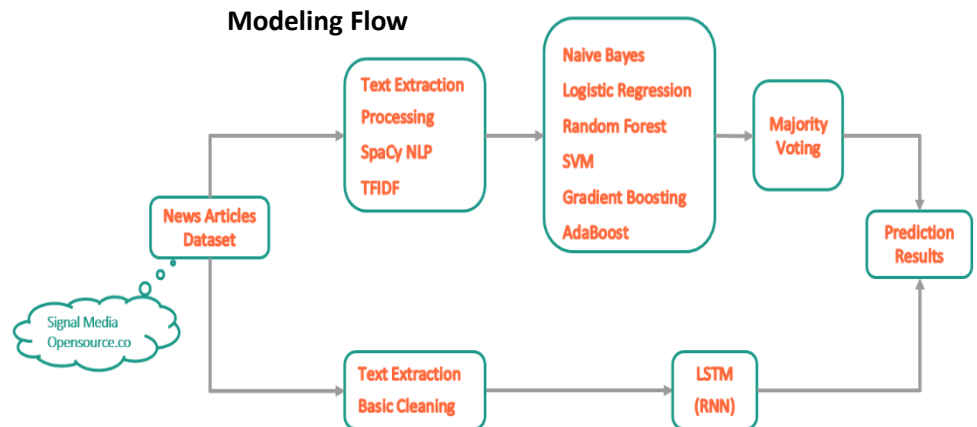 Modeling Flow
Text Extraction
Processing
SpaCy NLP
TFIDF
Naive Bayes
Logistic Regression
Random Forest
SVM
Gradient Boosting
AdaBoost
Majority
Voting
News Articles
Dataset
Prediction
Results
Signal Media
Opensource.co
Text Extraction
Basic Cleaning
LSTM
(RNN)